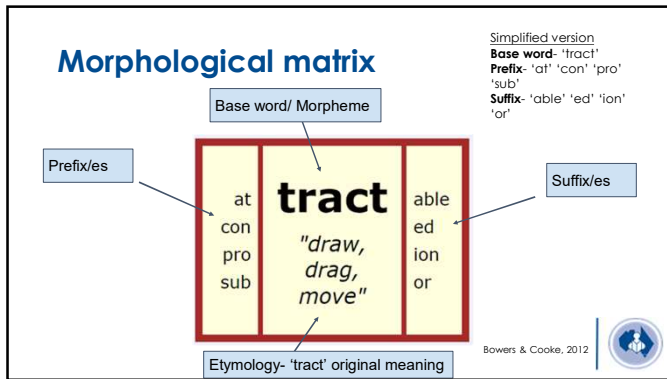 Morphological matrix
Simplified version
Base word- ‘tract’
Prefix- ‘at’ ‘con’ ‘pro’
‘sub’
Suffix- ‘able’ ‘ed’ ‘ion’
‘or’
Base word/ Morpheme
Prefix/es
Suffix/es
at
con
pro
sub
tract
"draw,
drag,
move"
able
ed
ion
or
Etymology- ‘tract’ original meaning
Bowers & Cooke, 2012